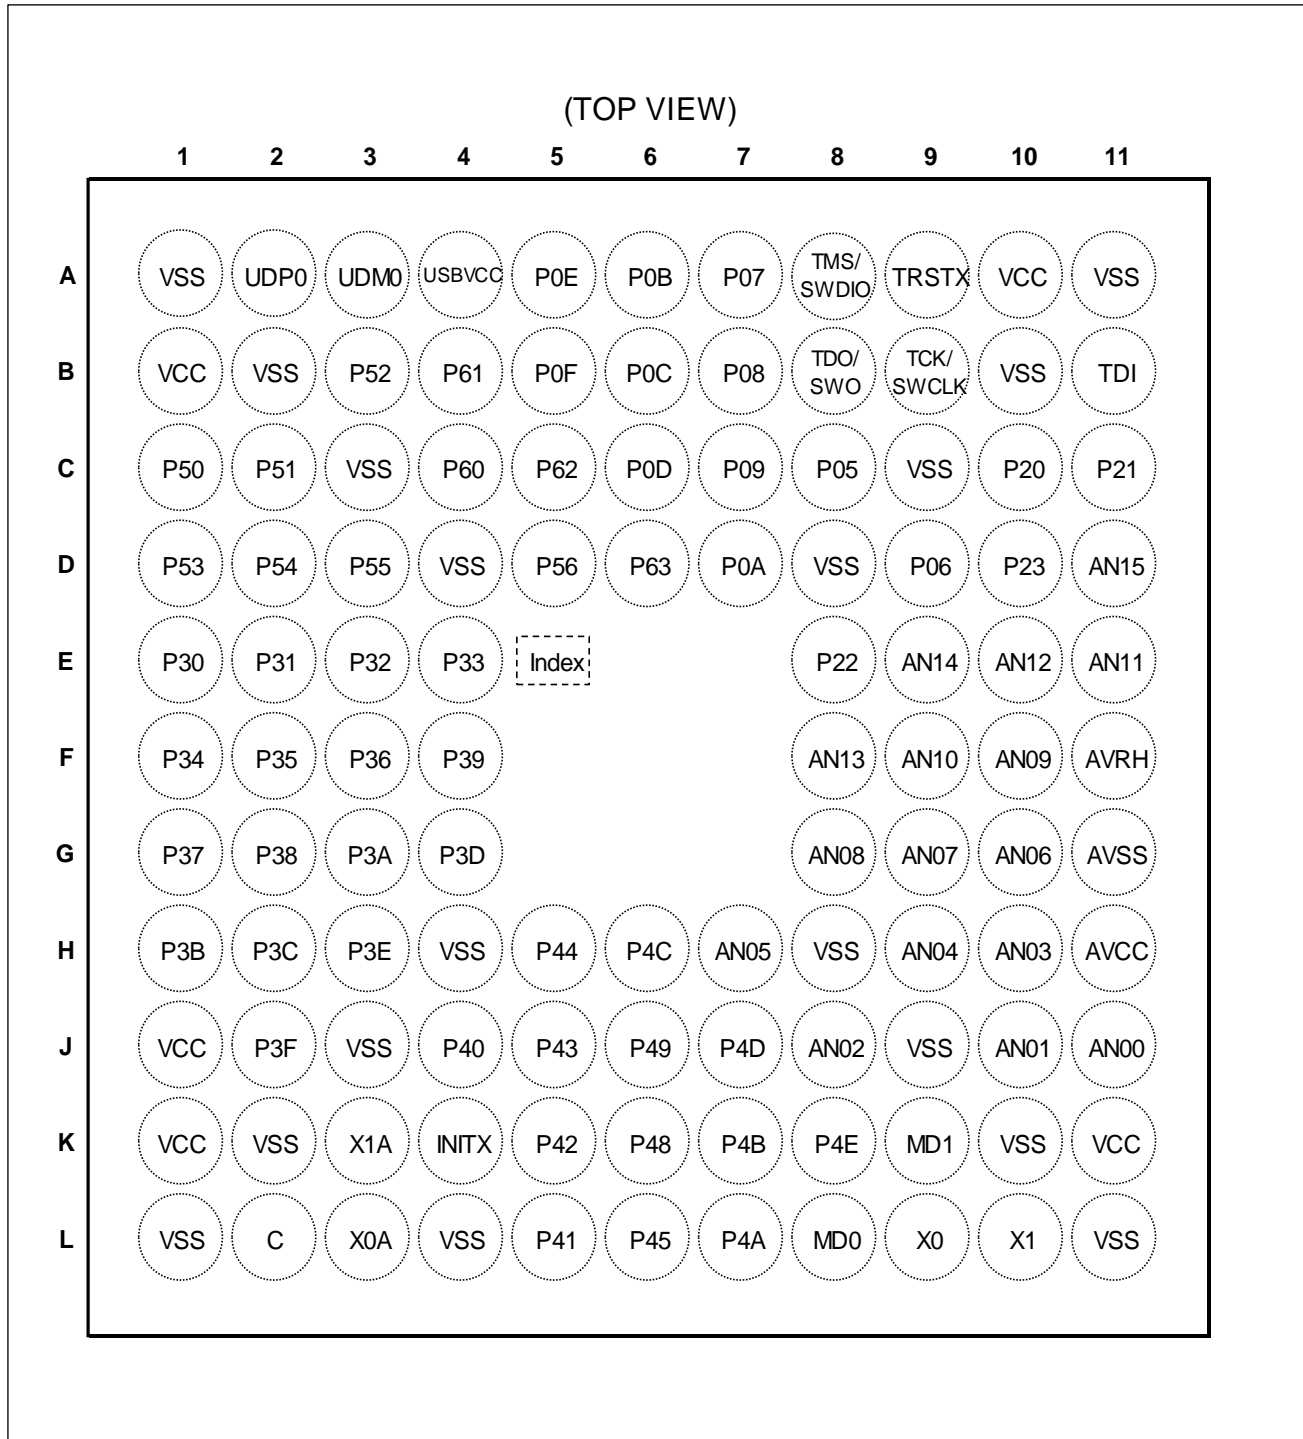 (TOP VIEW)
1 2 3 4 5 6 7 8 9 10 11
A VSS UDP0 UDM0 USBVCC P0E P0B P07 TMS/ SWDIO TRSTX VCC VSS
B VCC VSS P52 P61 P0F P0C P08 TDO/ SWO TCK/ SWCLK VSS TDI
C P50 P51 VSS P60 P62 P0D P09 P05 VSS P20 P21
D P53 P54 P55 VSS P56 P63 P0A VSS P06 P23 AN15
E P30 P31 P32 P33 Index P22 AN14 AN12 AN11
F P34 P35 P36 P39 AN13 AN10 AN09 AVRH
G P37 P38 P3A P3D AN08 AN07 AN06 AVSS
H P3B P3C P3E VSS P44 P4C AN05 VSS AN04 AN03 AVCC
J VCC P3F VSS P40 P43 P49 P4D AN02 VSS AN01 AN00
K VCC VSS X1A INITX P42 P48 P4B P4E MD1 VSS VCC
L VSS C X0A VSS P41 P45 P4A MD0 X0 X1 VSS